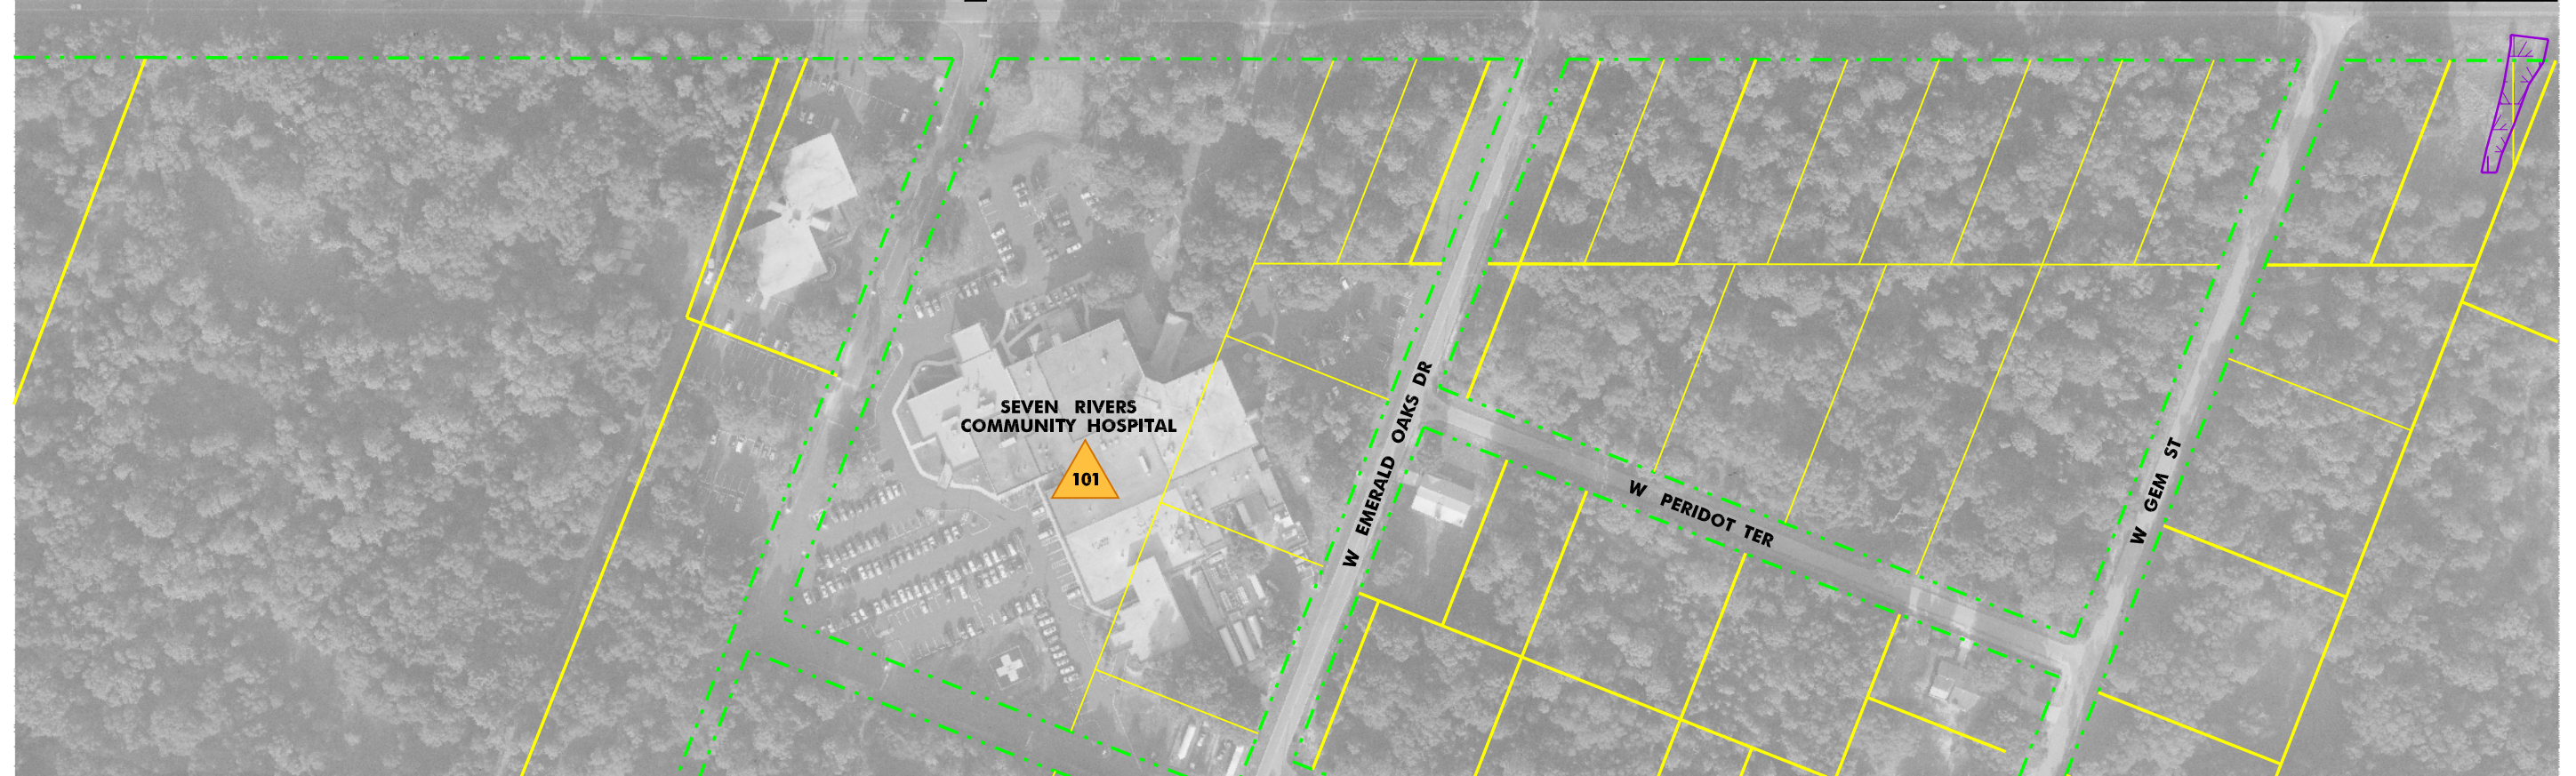 SEVEN RIVERS
COMMUNITY HOSPITAL
101
W EMERALD OAKS DR
W PERIDOT TER
W GEM ST